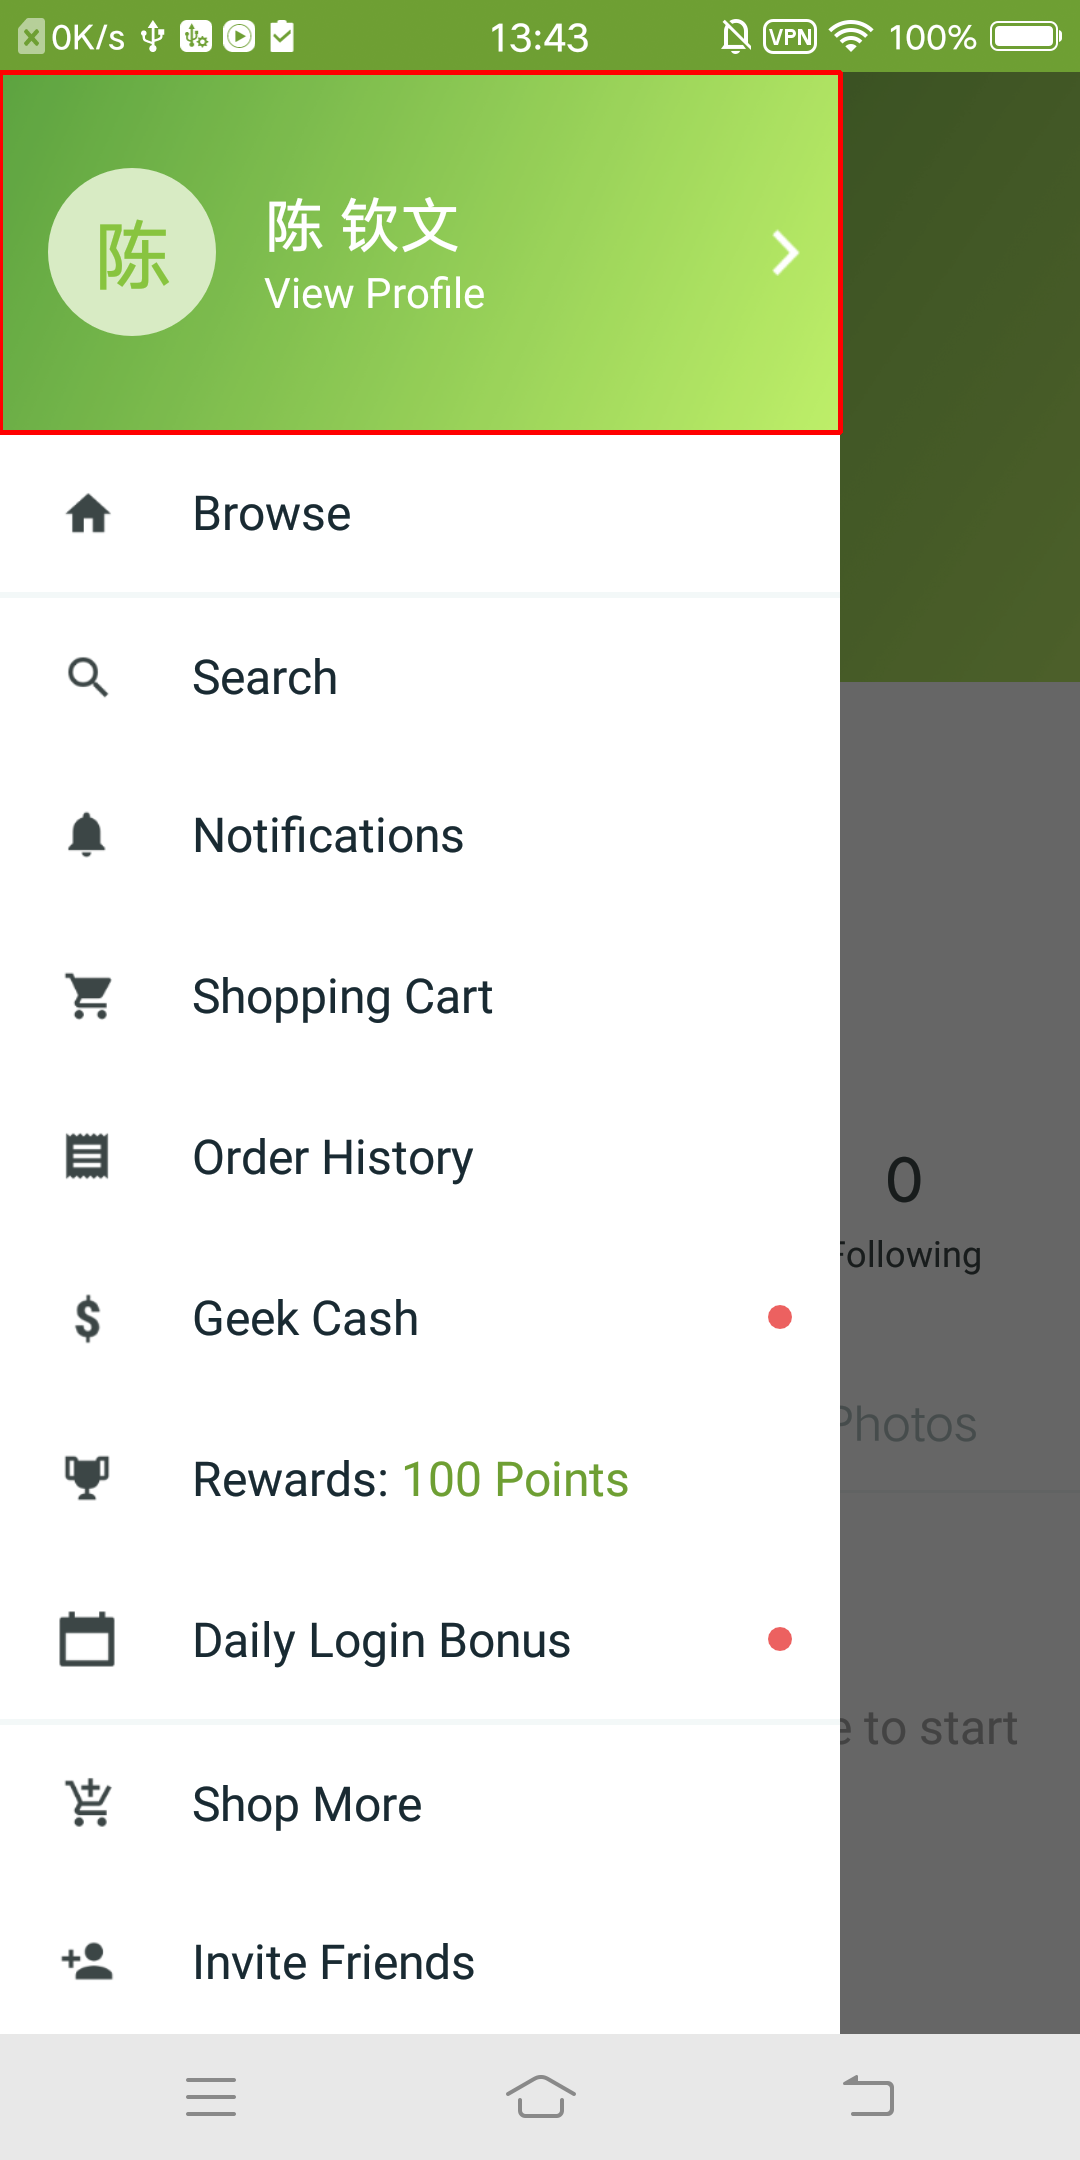 0K/s 13:43 VPN 100%
陈
陈 钦文
View Profile
Browse
Search
Notifications
Shopping Cart
Order History
0
Following
Geek Cash
Photos
Rewards: 100 Points
Daily Login Bonus
e to start
Shop More
Invite Friends